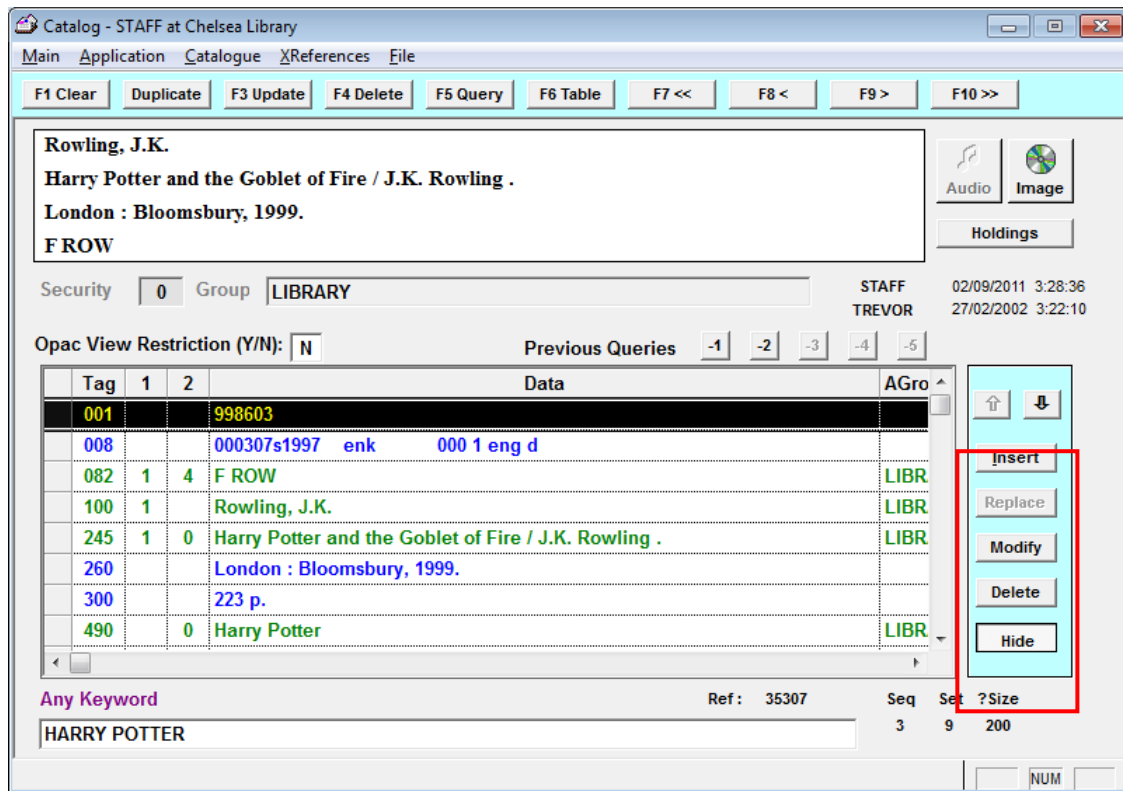 Catalog - STAFF at Chelsea Library
Main Application Catalogue XReferences File
F1 Clear Duplicate F3 Update F4 Delete F5 Query F6 Table F7 << F8 < F9 > F10 >>
Rowling, J.K.
Harry Potter and the Goblet of Fire / J.K. Rowling .
London : Bloomsbury, 1999.
F ROW
Audio Image
Holdings
Security 0 Group LIBRARY STAFF 02/09/2011 3:28:36
TREVOR 27/02/2002 3:22:10
Opac View Restriction (Y/N): N Previous Queries -1 -2 -3 -4 -5
Tag 1 2 Data AGro
001 998603
008 000307s1997 enk 000 1 eng d
082 1 4 F ROW LIBR
100 1 Rowling, J.K. LIBR
245 1 0 Harry Potter and the Goblet of Fire / J.K. Rowling . LIBR
260 London : Bloomsbury, 1999.
300 223 p.
490 0 Harry Potter LIBR
Insert
Replace
Modify
Delete
Hide
Any Keyword Ref : 35307 Seq Set ?Size
HARRY POTTER 3 9 200
NUM